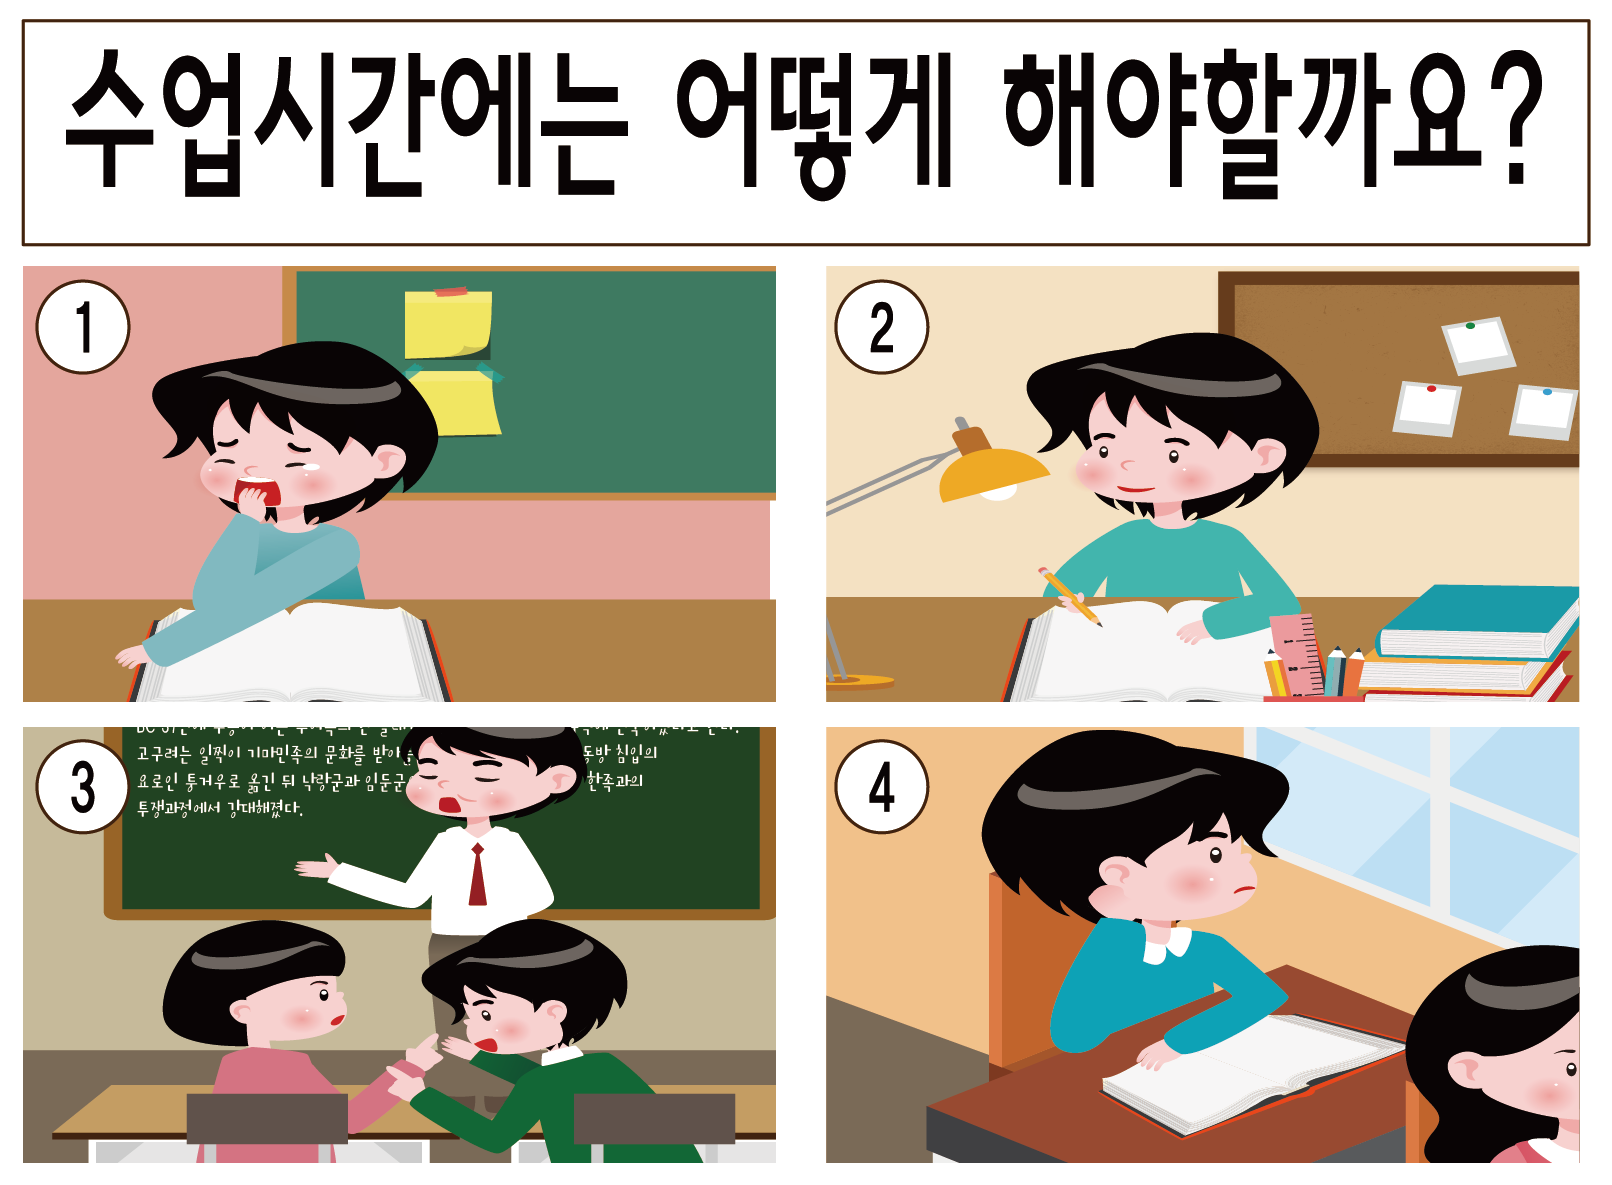 수업시간에는 어떻게 해야할까요?
1
2
3
고구려는 일찍이 기마민족의 문화를 받아 동방 침입의
요로인 통거우로 옮긴 뒤 낙랑군과 임둔군 한족과의
투쟁과정에서 강대해졌다.
4